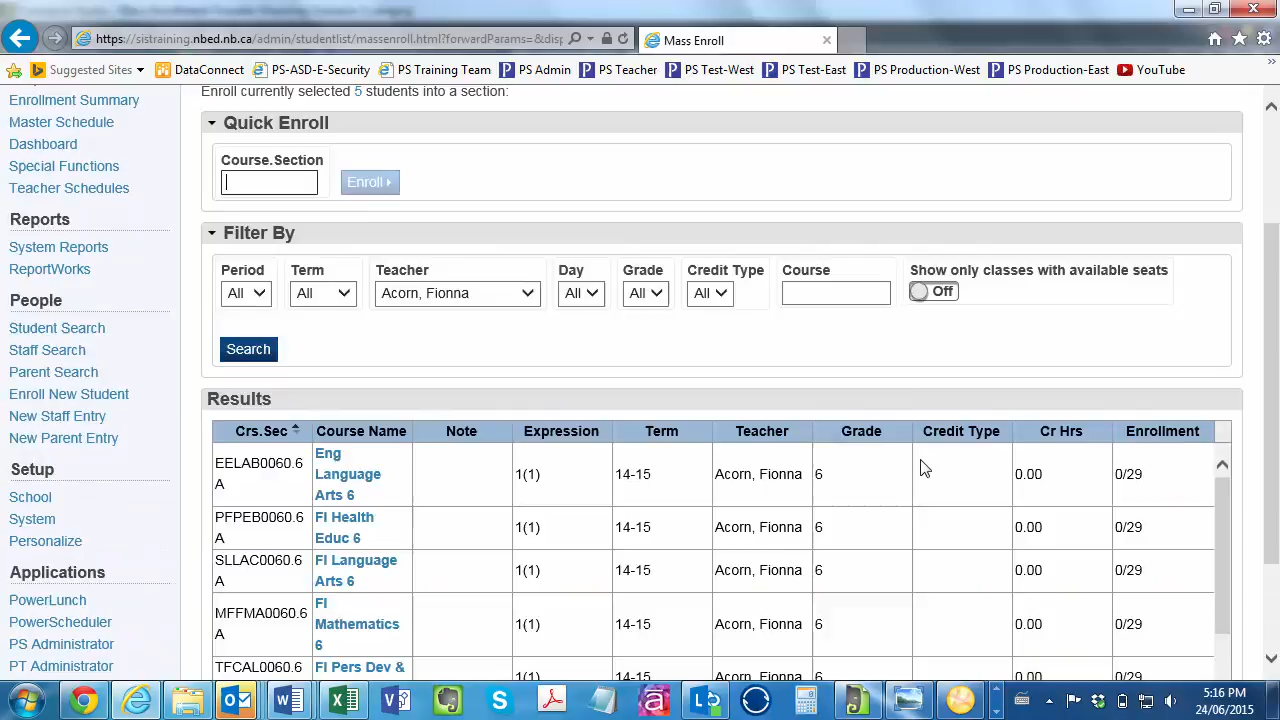 https://sistraining.nbed.nb.ca/admin/studentlist/massenroll.html?forwardParams=&disp
Mass Enroll
Suggested Sites
DataConnect
PS-ASD-E-Security
PS Training Team
PS Admin
PS Teacher
PS Test-West
PS Test-East
PS Production-West
PS Production-East
YouTube
Enrollment Summary
Master Schedule
Dashboard
Special Functions
Teacher Schedules
Reports
System Reports
ReportWorks
People
Student Search
Staff Search
Parent Search
Enroll New Student
New Staff Entry
New Parent Entry
Setup
School
System
Personalize
Applications
PowerLunch
PowerScheduler
PS Administrator
PT Administrator
Enroll currently selected 5 students into a section:
Quick Enroll
Course.Section
Enroll
Filter By
Period Term Teacher Day Grade Credit Type Course Show only classes with available seats
All All Acorn, Fionna All All All Off
Search
Results
Crs.Sec Course Name Note Expression Term Teacher Grade Credit Type Cr Hrs Enrollment
EELAB0060.6
A
Eng
Language
Arts 6
1(1) 14-15 Acorn, Fionna 6 0.00 0/29
PFPEB0060.6
A
FI Health
Educ 6
1(1) 14-15 Acorn, Fionna 6 0.00 0/29
SLLAC0060.6
A
FI Language
Arts 6
1(1) 14-15 Acorn, Fionna 6 0.00 0/29
MFFMA0060.6
A
FI
Mathematics
6
1(1) 14-15 Acorn, Fionna 6 0.00 0/29
TFCAL0060.6
FI Pers Dev &
1(1) 14-15 Acorn, Fionna 6 0.00 0/29
5:16 PM
24/06/2015